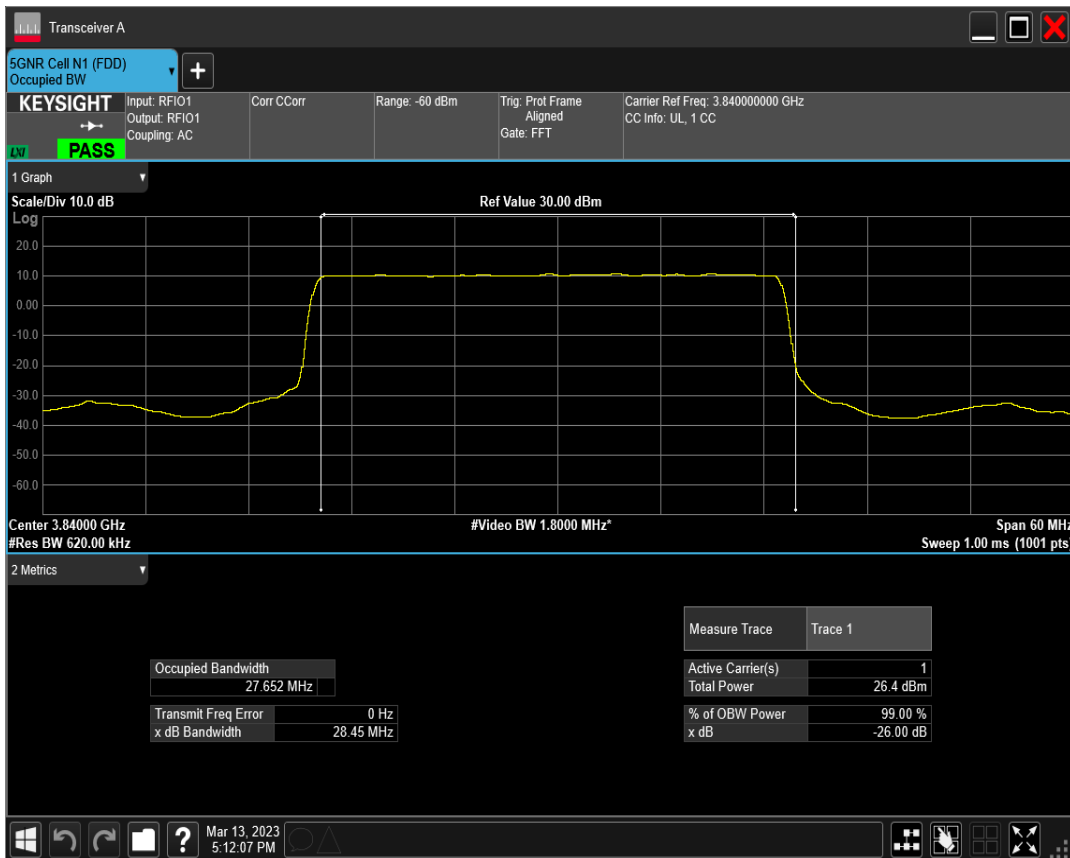 Transceiver A
5GNR Cell N1 (FDD)
Occupied BW
+
KEYSIGHT
LXI
PASS
Input: RFIO1
Output: RFIO1
Coupling: AC
Corr CCorr
Range: -60 dBm
Trig: Prot Frame
Aligned
Gate: FFT
Carrier Ref Freq: 3.840000000 GHz
CC Info: UL, 1 CC
1 Graph
Scale/Div 10.0 dB
Ref Value 30.00 dBm
Log
20.0
10.0
0.00
-10.0
-20.0
-30.0
-40.0
-50.0
-60.0
Center 3.84000 GHz
#Video BW 1.8000 MHz*
Span 60 MHz
#Res BW 620.00 kHz
Sweep 1.00 ms (1001 pts)
2 Metrics
Measure Trace Trace 1
Occupied Bandwidth
27.652 MHz
Active Carrier(s) 1
Total Power 26.4 dBm
Transmit Freq Error 0 Hz
x dB Bandwidth 28.45 MHz
% of OBW Power 99.00 %
x dB -26.00 dB
?
Mar 13, 2023
5:12:07 PM